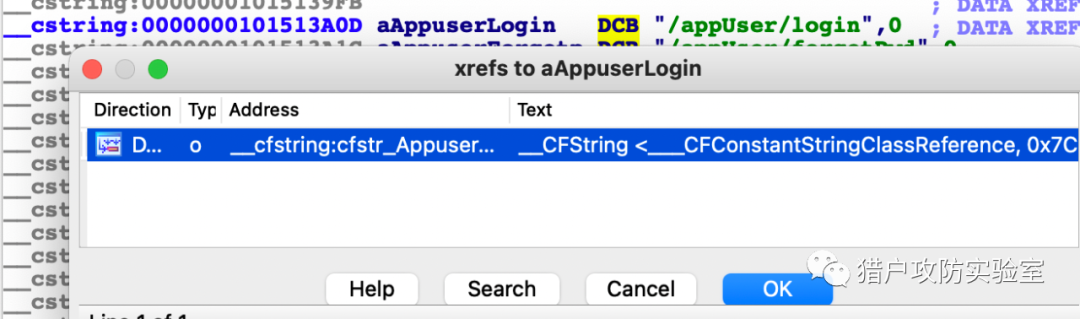 __cstring:00000001015139FB ; DATA XREF
__cstring:0000000101513A0D aAppuserLogin DCB "/appUser/login",0 ; DATA XREF
__cst
xrefs to aAppuserLogin
__cst
Direction Typ Address Text
__cst
D... o __cfstring:cfstr_Appuser... __CFString <___CFConstantStringClassReference, 0x7C
__cst
__cst
__cst
__cst
__cst
__cst
__cst
Help Search Cancel OK
猎户攻防实验室
__cst
Line 1 of 1